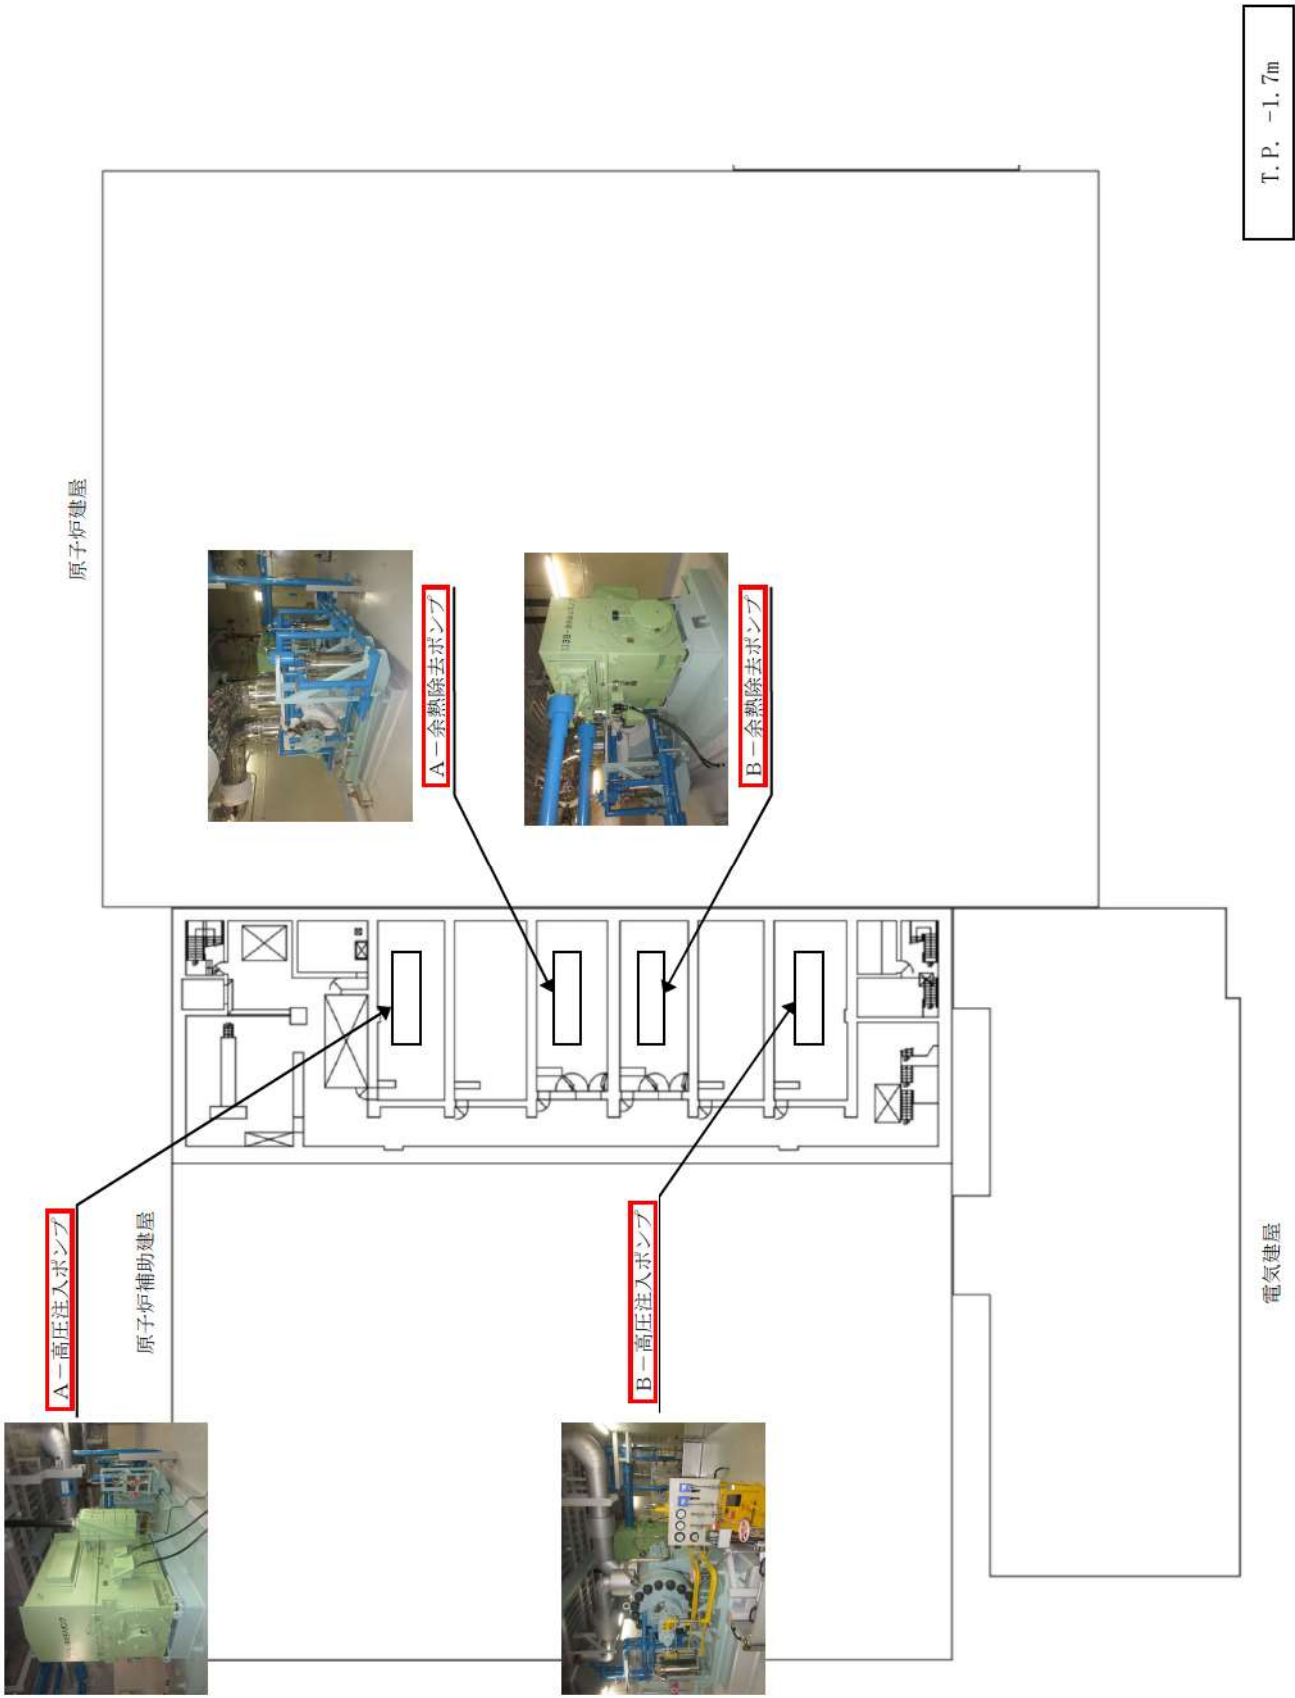 T.P. -1.7m
原子炉建屋
A-余熱除去ポンプ
B-余熱除去ポンプ
A-高圧注入ポンプ
原子炉補助建屋
B-高圧注入ポンプ
電気建屋